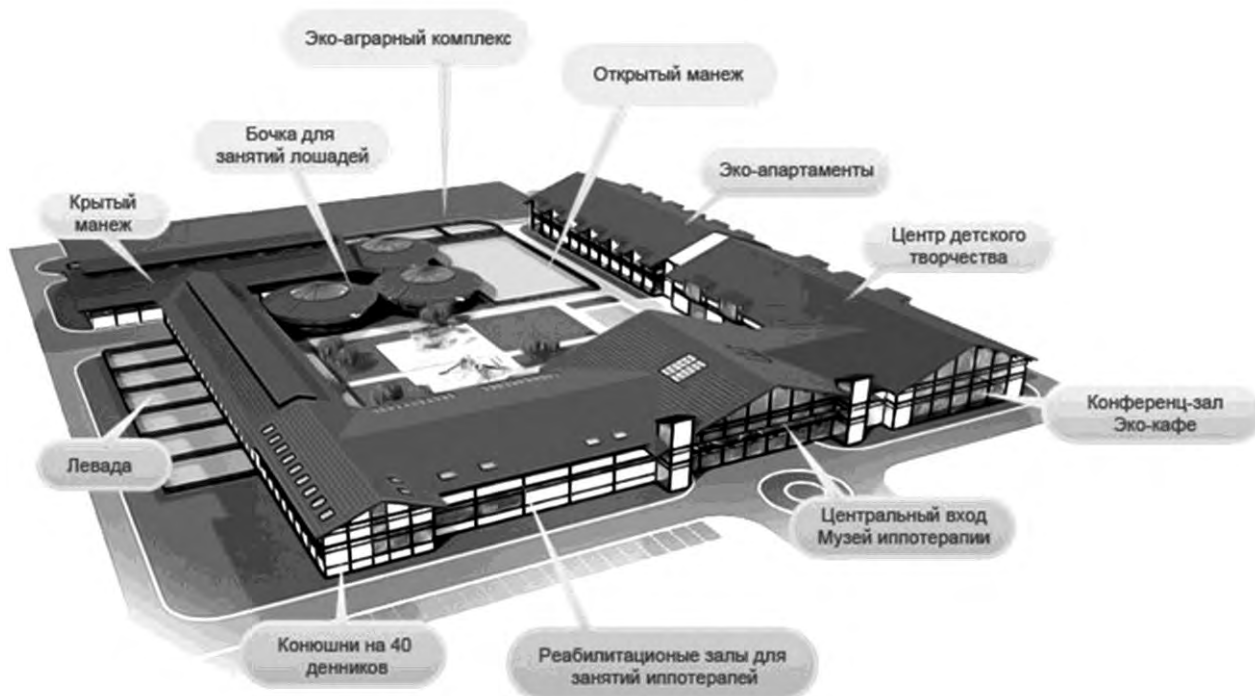 Эко-аграрный комплекс
Открытый манеж
Бочка для
занятий лошадей
Эко-апартаменты
Крытый
манеж
Центр детского
творчества
Конференц-зал
Эко-кафе
Левада
Центральный вход
Музей иппотерапии
Конюшни на 40
денников
Реабилитационые залы для
занятий иппотерапей